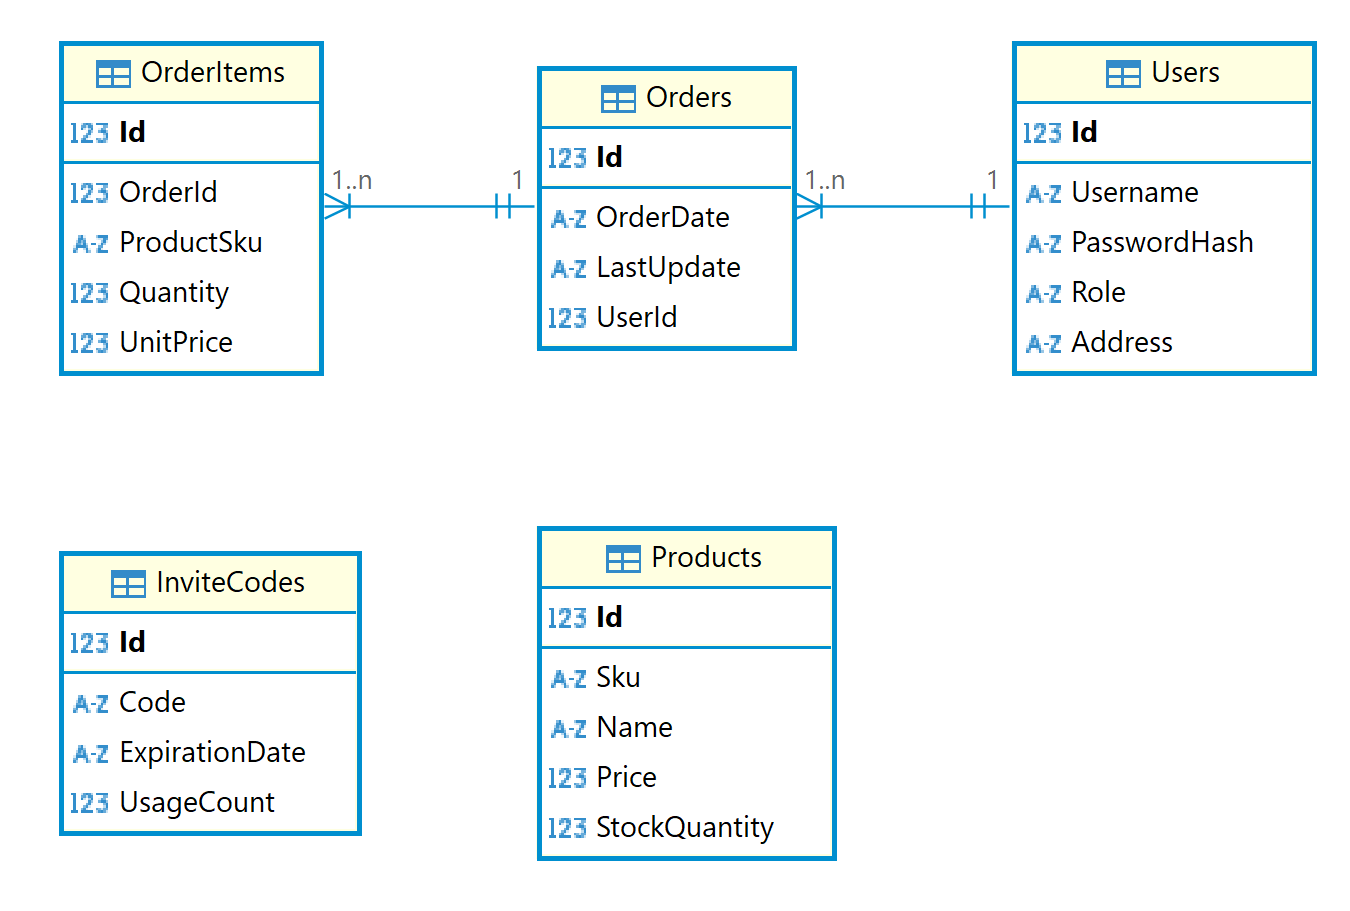 OrderItems
123 Id
123 OrderId
A-Z ProductSku
123 Quantity
123 UnitPrice
1..n 1
Orders
123 Id
A-Z OrderDate
A-Z LastUpdate
123 UserId
1..n 1
Users
123 Id
A-Z Username
A-Z PasswordHash
A-Z Role
A-Z Address
InviteCodes
123 Id
A-Z Code
A-Z ExpirationDate
123 UsageCount
Products
123 Id
A-Z Sku
A-Z Name
123 Price
123 StockQuantity